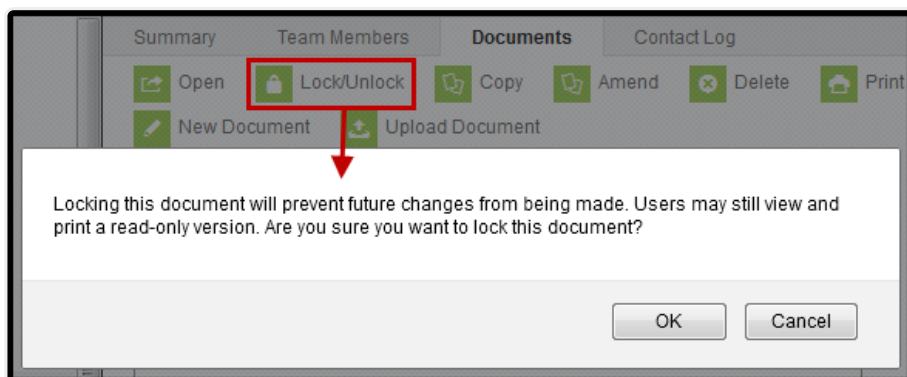 Summary Team Members Documents Contact Log
Open Lock/Unlock Copy Amend Delete Print
New Document Upload Document
Locking this document will prevent future changes from being made. Users may still view and
print a read-only version. Are you sure you want to lock this document?
OK Cancel